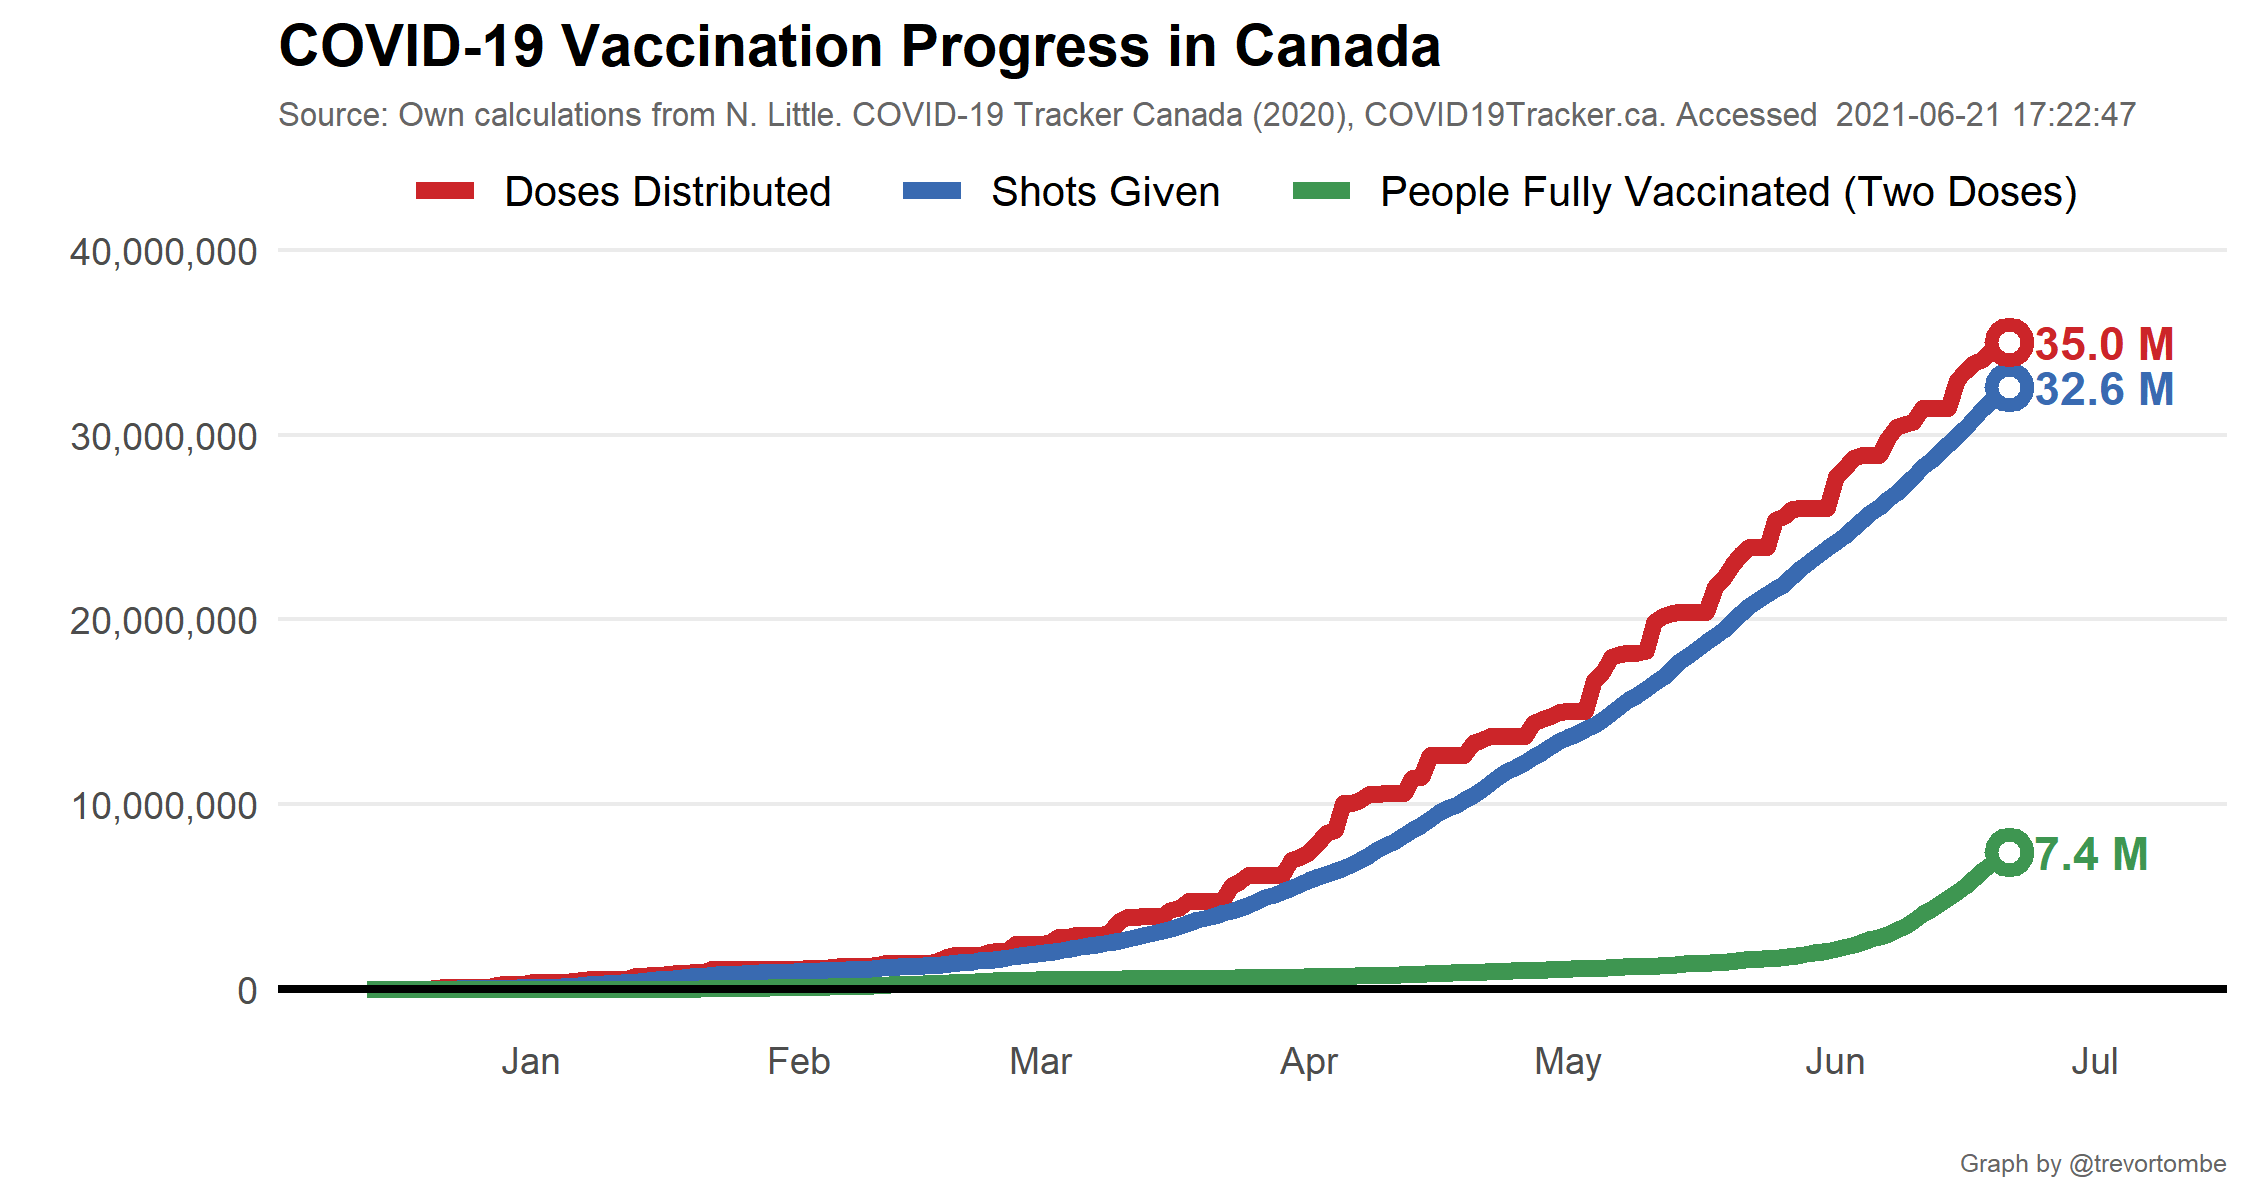 COVID-19 Vaccination Progress in Canada
Source: Own calculations from N. Little. COVID-19 Tracker Canada (2020), COVID19Tracker.ca. Accessed  2021-06-21 17:22:47
Doses Distributed
Shots Given
People Fully Vaccinated (Two Doses)
40,000,000
30,000,000
20,000,000
10,000,000
0
35.0 M
32.6 M
7.4 M
Jan
Feb
Mar
Apr
May
Jun
Jul
Graph by @trevortombe